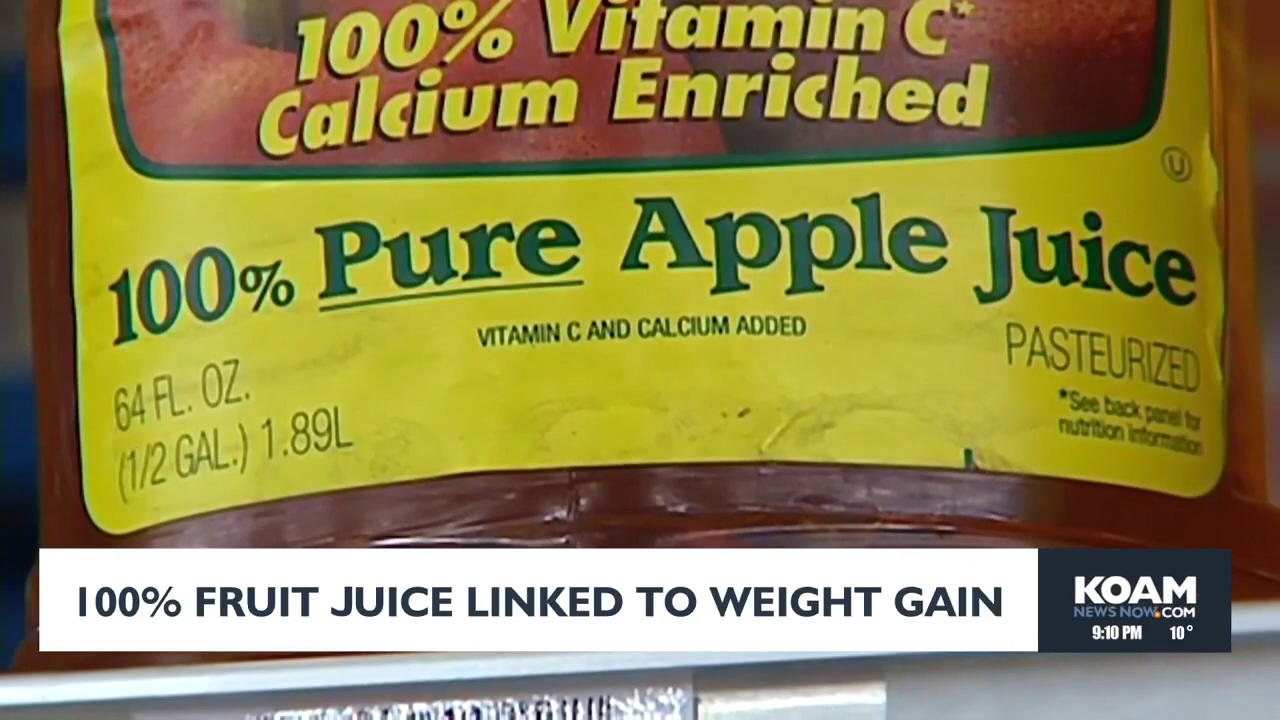 100% Vitamin C*
Calcium Enriched
U
100% Pure Apple Juice
VITAMIN C AND CALCIUM ADDED
PASTEURIZED
64 FL. OZ.
(1/2 GAL.) 1.89L
*See back panel for
nutrition information
100% FRUIT JUICE LINKED TO WEIGHT GAIN
KOAM
NEWS NOW.COM
9:10 PM 10°